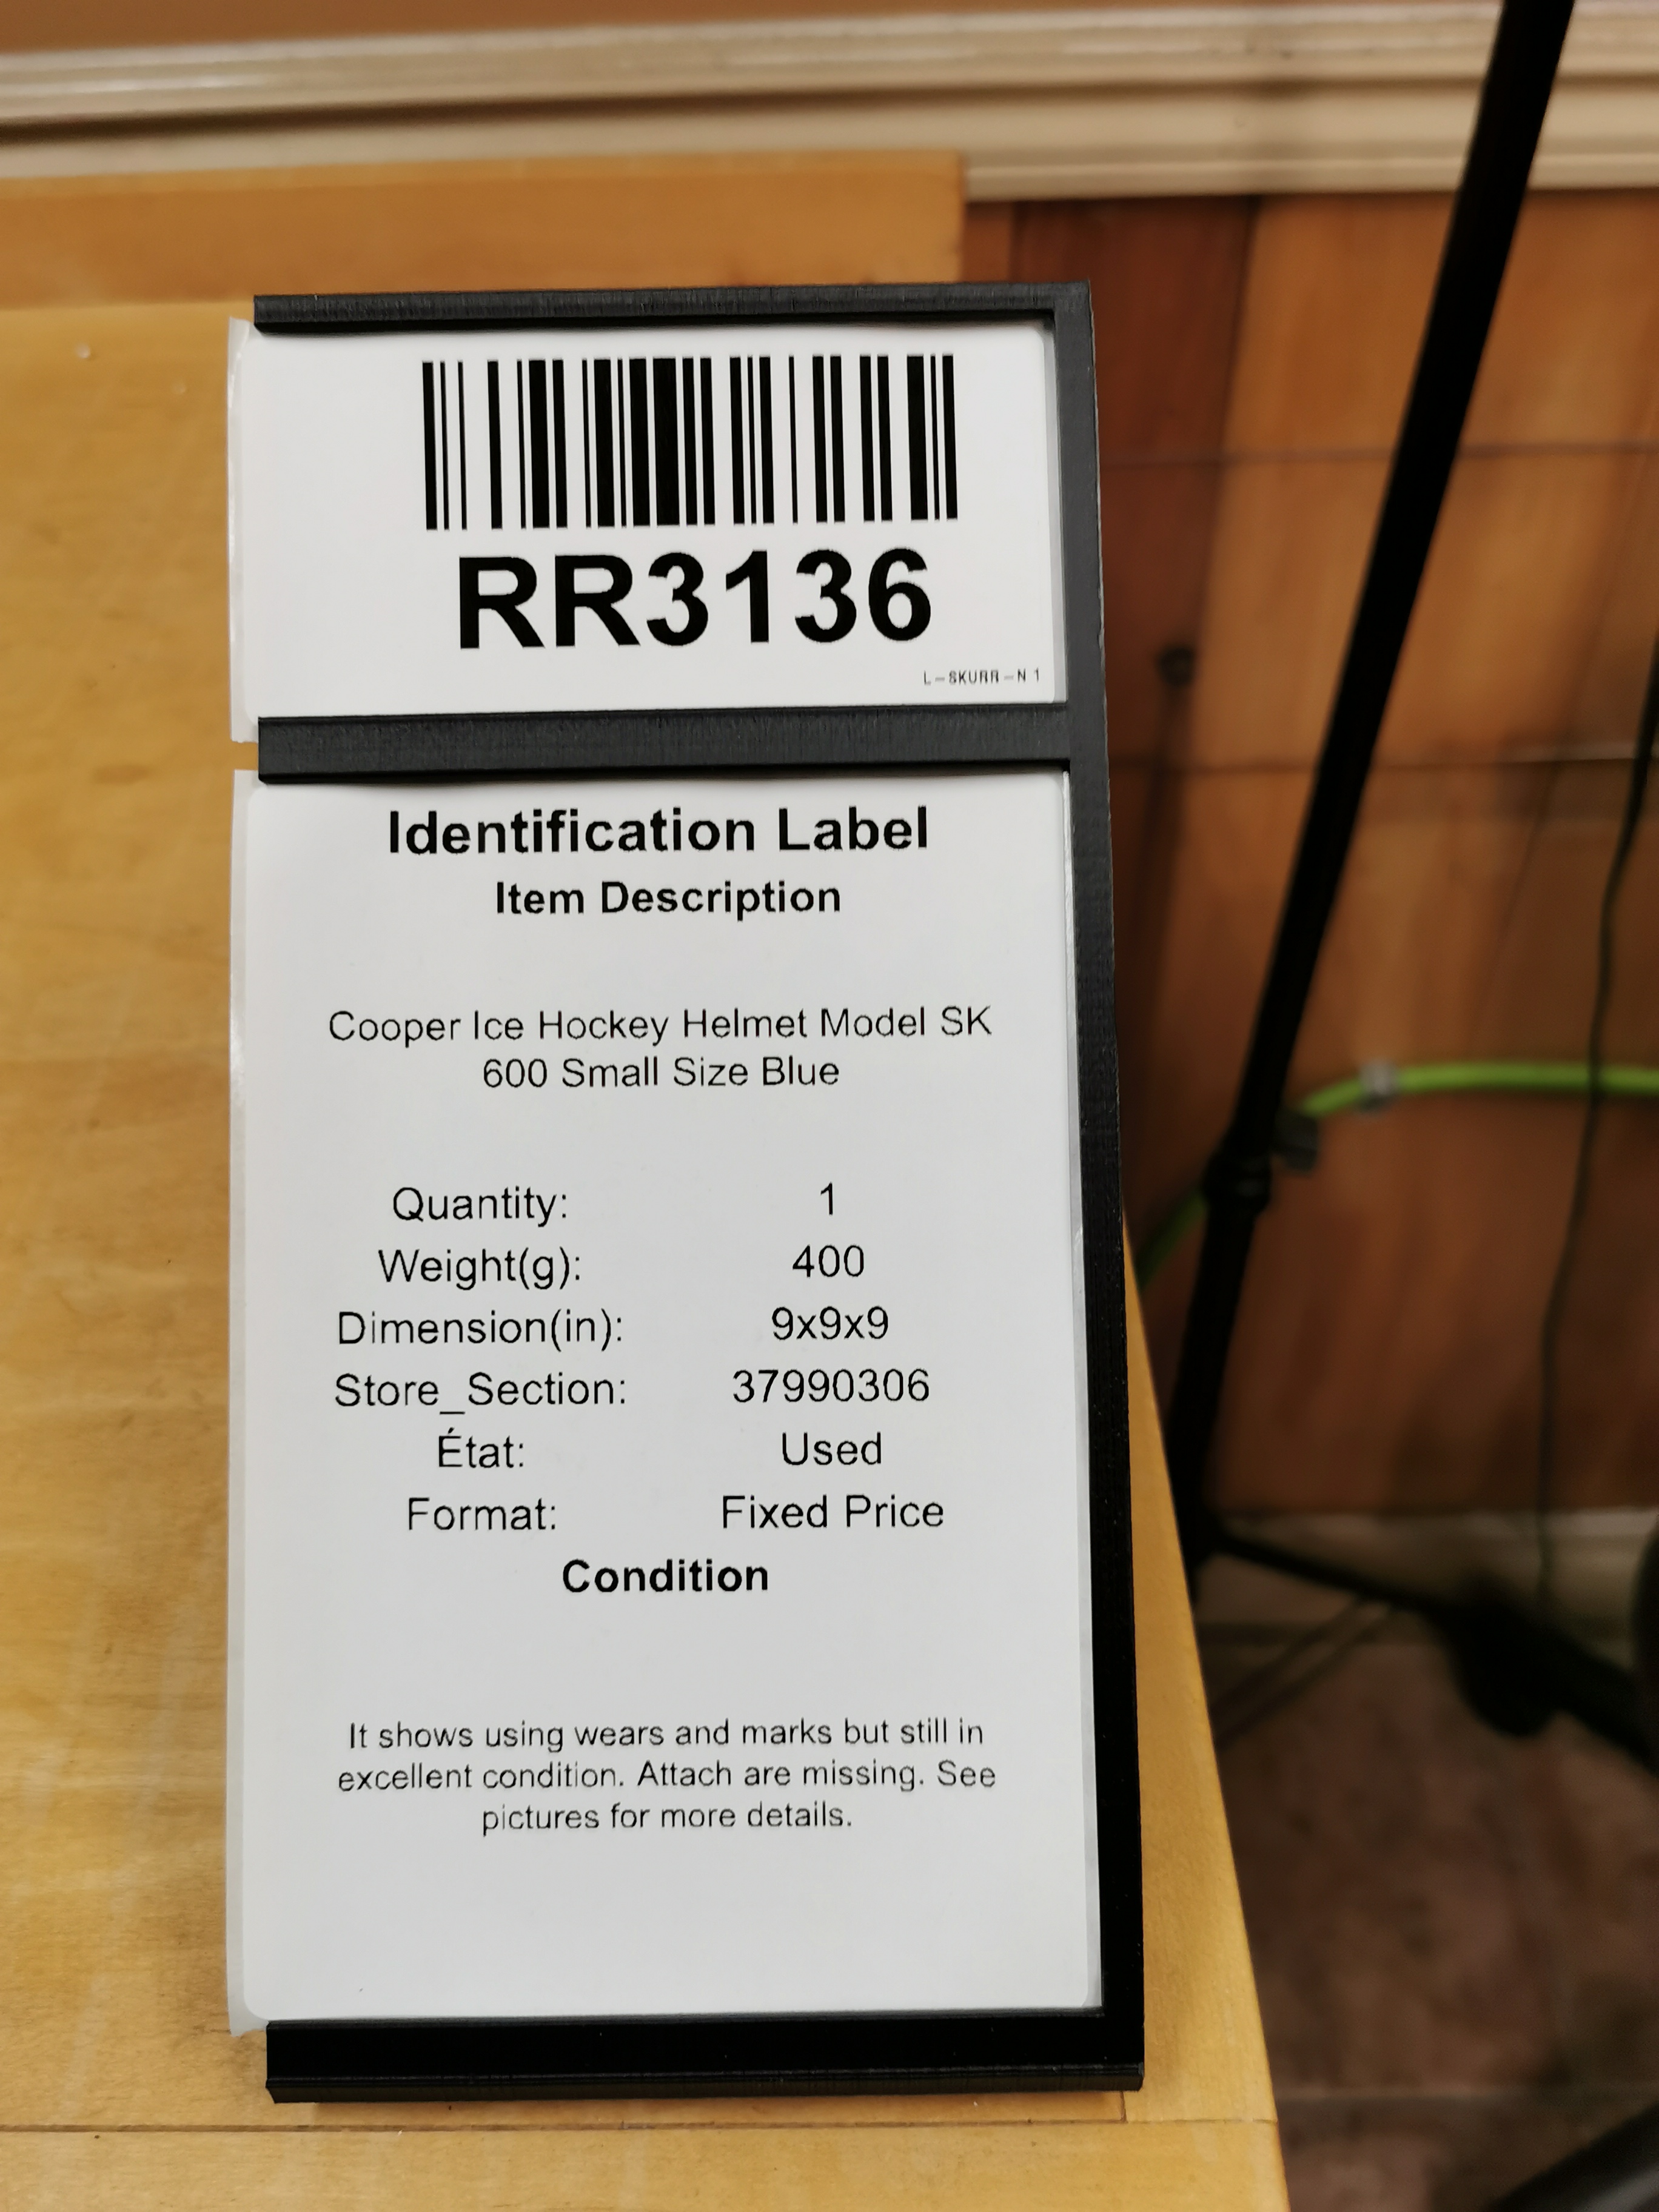 RR3136
L-SKURR-N 1
Identification Label
Item Description
Cooper Ice Hockey Helmet Model SK
600 Small Size Blue
Quantity: 1
Weight(g): 400
Dimension(in): 9x9x9
Store_Section: 37990306
État: Used
Format: Fixed Price
Condition
It shows using wears and marks but still in
excellent condition. Attach are missing. See
pictures for more details.